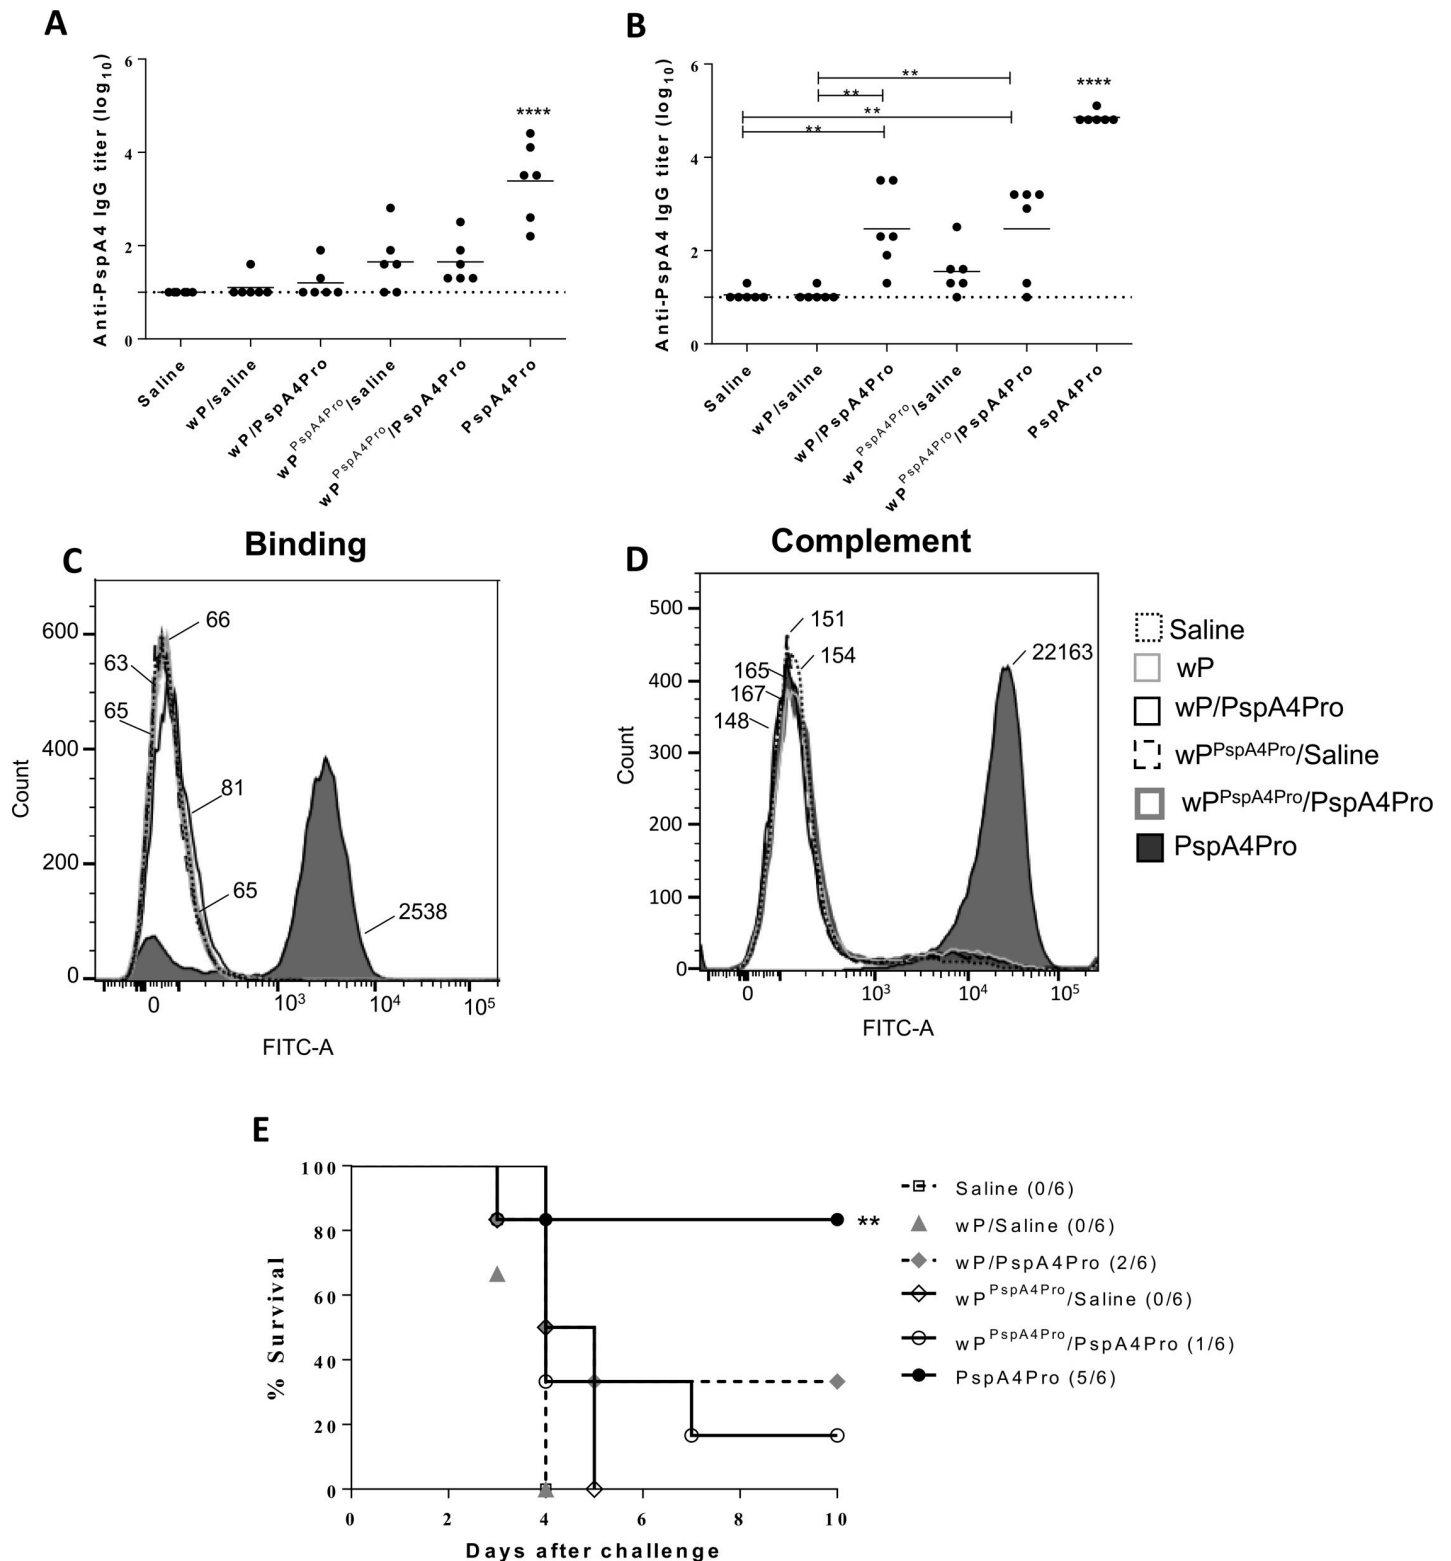 A
Anti-PspA4 IgG titer (log10)
6
4
2
0
****
Saline
wP/saline
wP/PspA4Pro
wPPspA4Pro/saline
wPPspA4Pro/PspA4Pro
PspA4Pro
B
Anti-PspA4 IgG titer (log10)
6
4
2
0
**
**
**
**
****
Saline
wP/saline
wP/PspA4Pro
wPPspA4Pro/saline
wPPspA4Pro/PspA4Pro
PspA4Pro
C
Binding
Count
600
400
200
0
66
63
65
81
65
2538
0
103
104
105
FITC-A
D
Complement
Count
500
400
300
200
100
0
151
154
165
167
148
22163
0
103
104
105
FITC-A
Saline
wP
wP/PspA4Pro
wPPspA4Pro/Saline
wPPspA4Pro/PspA4Pro
PspA4Pro
E
% Survival
100
80
60
40
20
0
**
0
2
4
6
8
10
Days after challenge
Saline (0/6)
wP/Saline (0/6)
wP/PspA4Pro (2/6)
wPPspA4Pro/Saline (0/6)
wPPspA4Pro/PspA4Pro (1/6)
PspA4Pro (5/6)